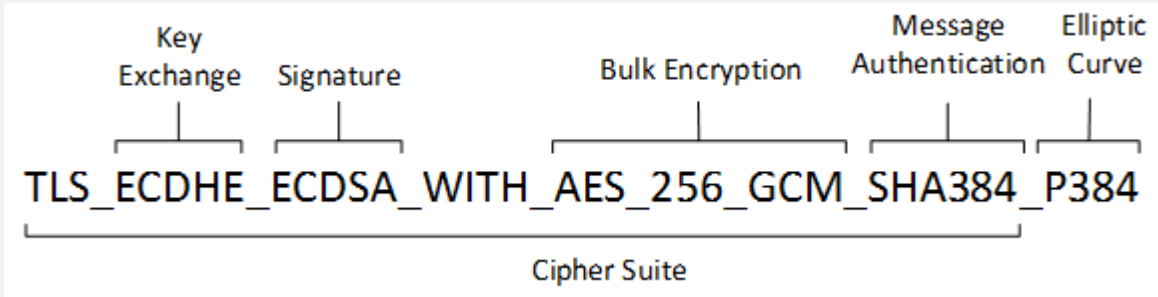 Key Exchange
Signature
Bulk Encryption
Message Authentication
Elliptic Curve
TLS_ECDHE_ECDSA_WITH_AES_256_GCM_SHA384_P384
Cipher Suite